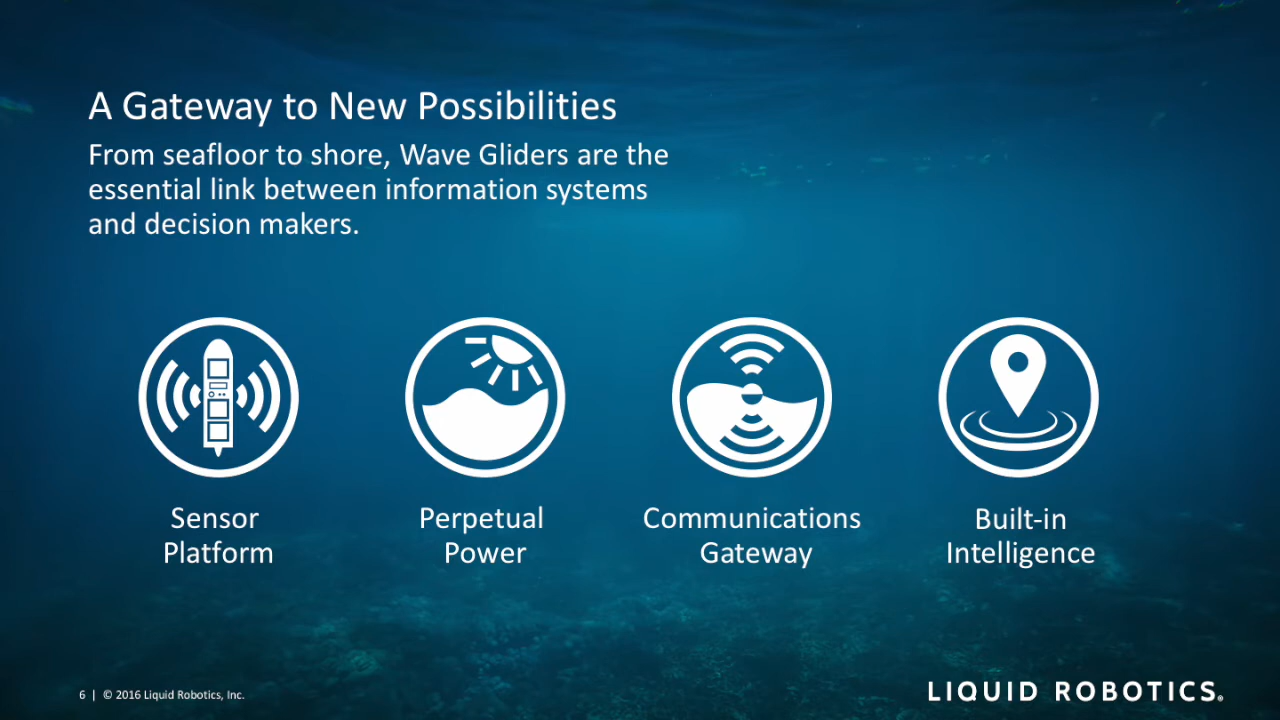 A Gateway to New Possibilities
From seafloor to shore, Wave Gliders are the
essential link between information systems
and decision makers.
Sensor
Platform
Perpetual
Power
Communications
Gateway
Built-in
Intelligence
6 | © 2016 Liquid Robotics, Inc.
LIQUID ROBOTICS®